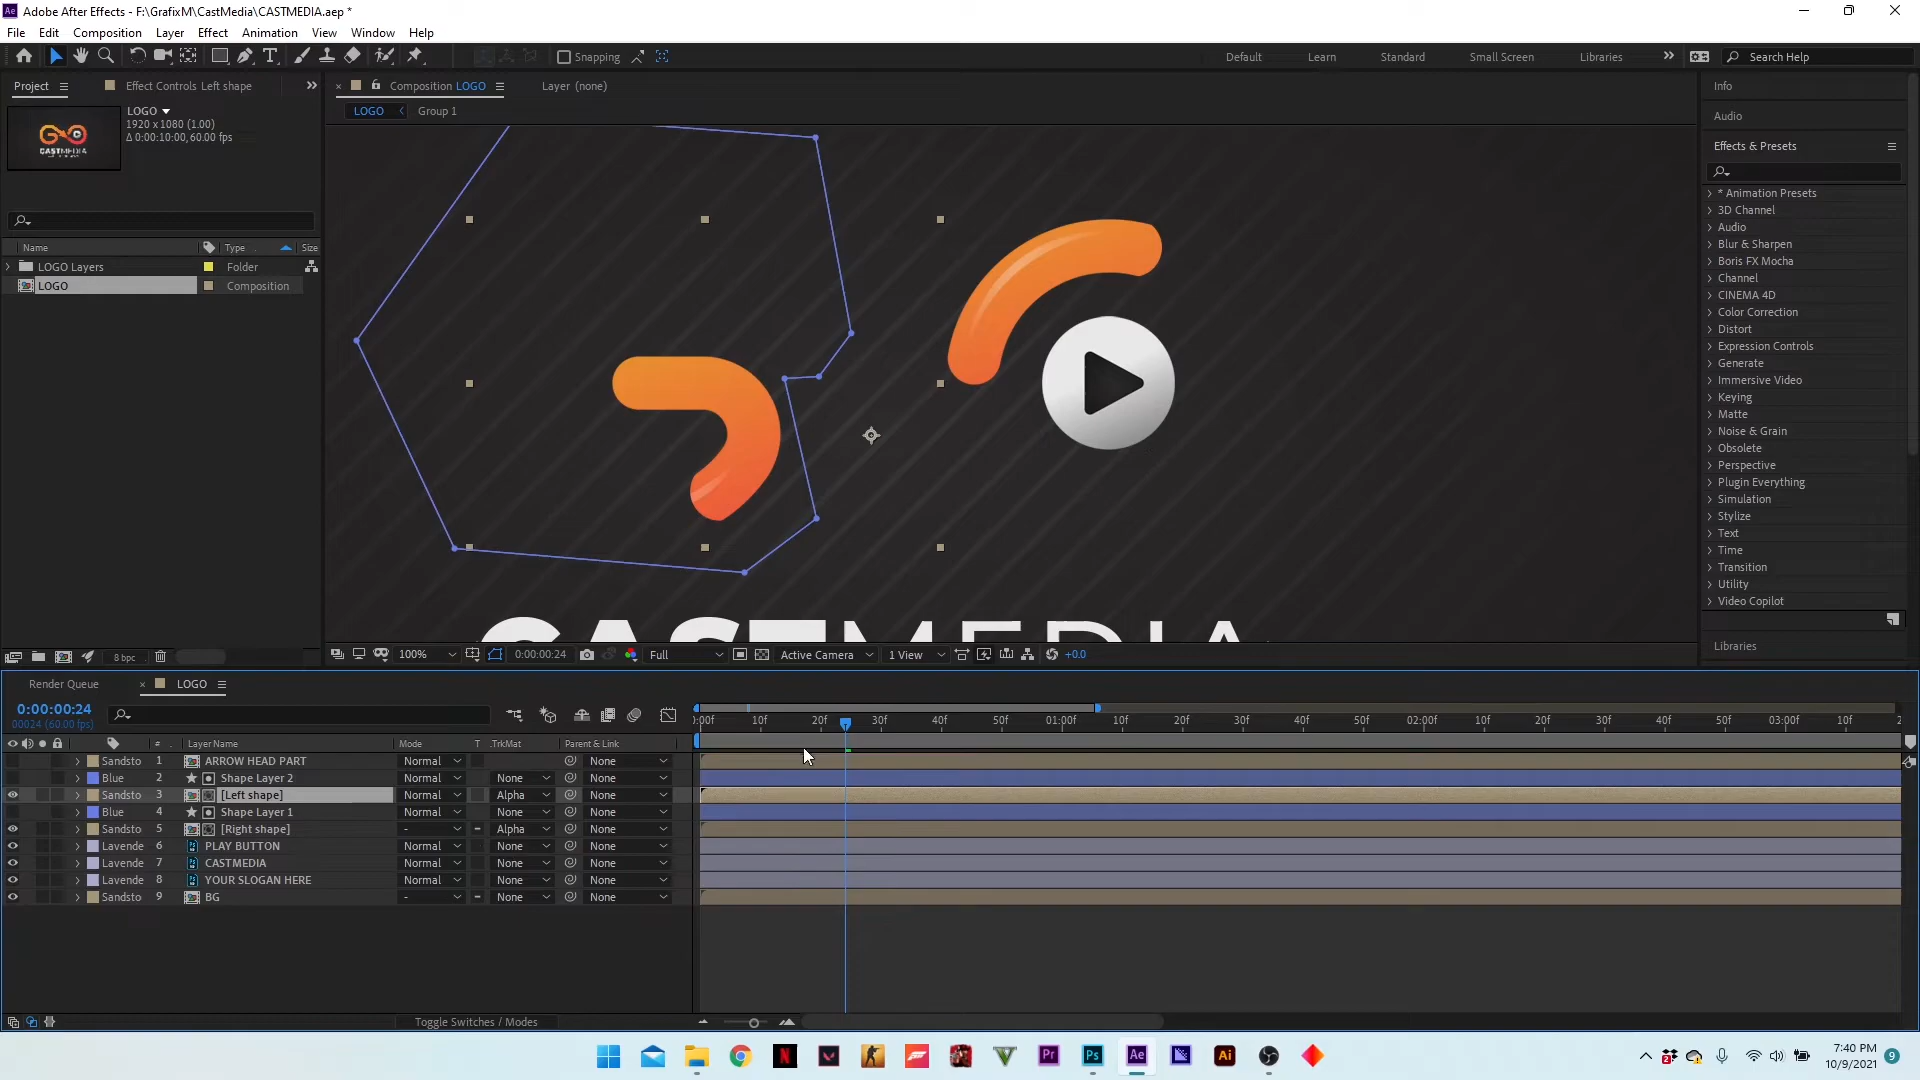 Adobe After Effects - F:\GrafixM\CastMedia\CASTMEDIA.aep *
File Edit Composition Layer Effect Animation View Window Help
Snapping Default Learn Standard Small Screen Libraries Search Help
Project Effect Controls Left shape
Composition LOGO Layer (none)
LOGO Group 1
LOGO
1920 x 1080 (1.00)
Δ 0:00:10:00, 60.00 fps
CASTMEDIA
Name Type Size
LOGO Layers Folder
LOGO Composition
8 bpc
CASTMEDIA
100% 0:00:00:24 Full Active Camera 1 View +0.0
Info
Audio
Effects & Presets
* Animation Presets
3D Channel
Audio
Blur & Sharpen
Boris FX Mocha
Channel
CINEMA 4D
Color Correction
Distort
Expression Controls
Generate
Immersive Video
Keying
Matte
Noise & Grain
Obsolete
Perspective
Plugin Everything
Simulation
Stylize
Text
Time
Transition
Utility
Video Copilot
Libraries
Render Queue LOGO
0:00:00:24
00024 (60.00 fps)
):00f 10f 20f 30f 40f 50f 01:00f 10f 20f 30f 40f 50f 02:00f 10f 20f 30f 40f 50f 03:00f 10f 2
# Layer Name Mode T .TrkMat Parent & Link
Sandsto 1 ARROW HEAD PART Normal None
Blue 2 Shape Layer 2 Normal None None
Sandsto 3 [Left shape] Normal Alpha None
Blue 4 Shape Layer 1 Normal None None
Sandsto 5 [Right shape] - Alpha None
Lavende 6 PLAY BUTTON Normal None None
Lavende 7 CASTMEDIA Normal None None
Lavende 8 YOUR SLOGAN HERE Normal None None
Sandsto 9 BG - None None
Toggle Switches / Modes
7:40 PM
10/9/2021
9